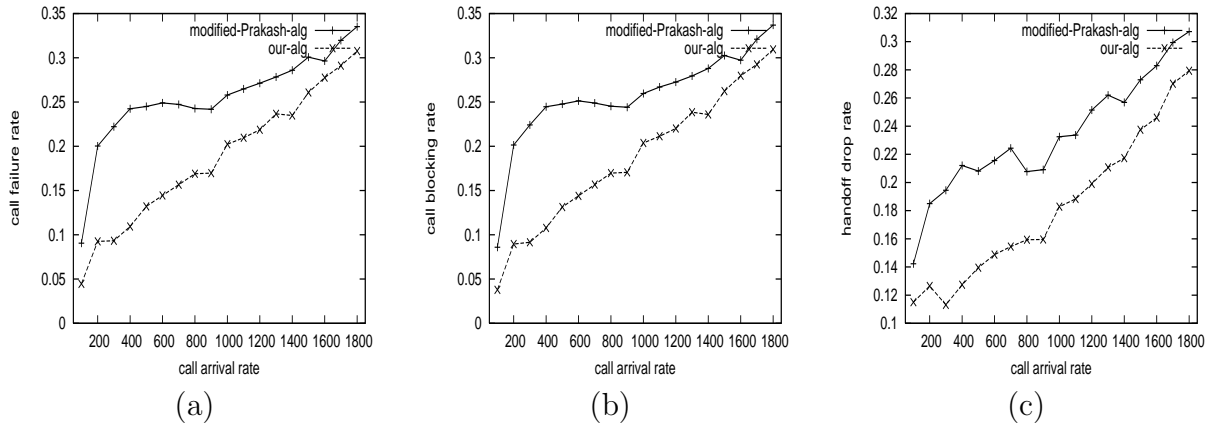 0.35
0.3
0.25
0.2
0.15
0.1
0.05
0
call failure rate
modified-Prakash-alg
our-alg
200 400 600 800 1000 1200 1400 1600 1800
call arrival rate
(a)
0.35
0.3
0.25
0.2
0.15
0.1
0.05
0
call blocking rate
modified-Prakash-alg
our-alg
200 400 600 800 1000 1200 1400 1600 1800
call arrival rate
(b)
0.32
0.3
0.28
0.26
0.24
0.22
0.2
0.18
0.16
0.14
0.12
0.1
handoff drop rate
modified-Prakash-alg
our-alg
200 400 600 800 1000 1200 1400 1600 1800
call arrival rate
(c)